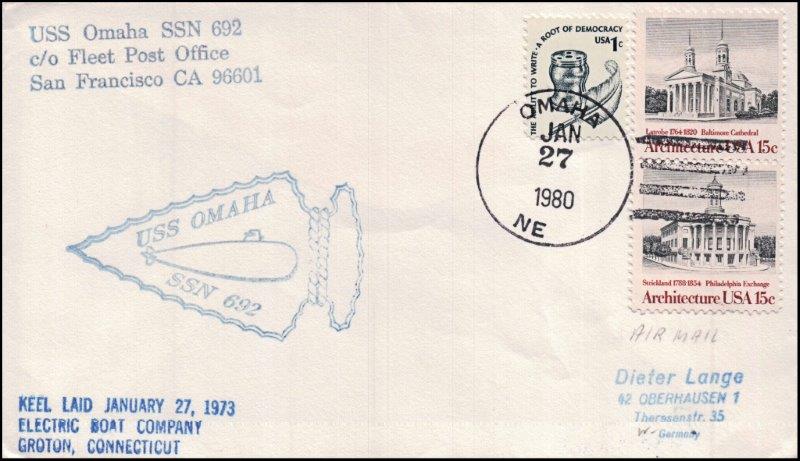 USS Omaha SSN 692
c/o Fleet Post Office
San Francisco CA 96601
THE ABILITY TO WRITE·A ROOT OF DEMOCRACY
USA 1c
Latrobe 1764-1820 Baltimore Cathedral
Architecture USA 15c
Strickland 1788-1854 Philadelphia Exchange
Architecture USA 15c
OMAHA
JAN
27
1980
NE
USS OMAHA
SSN 692
AIR MAIL
Dieter Lange
42 OBERHAUSEN 1
Theresenstr. 35
W- Germany
KEEL LAID JANUARY 27, 1973
ELECTRIC BOAT COMPANY
GROTON, CONNECTICUT